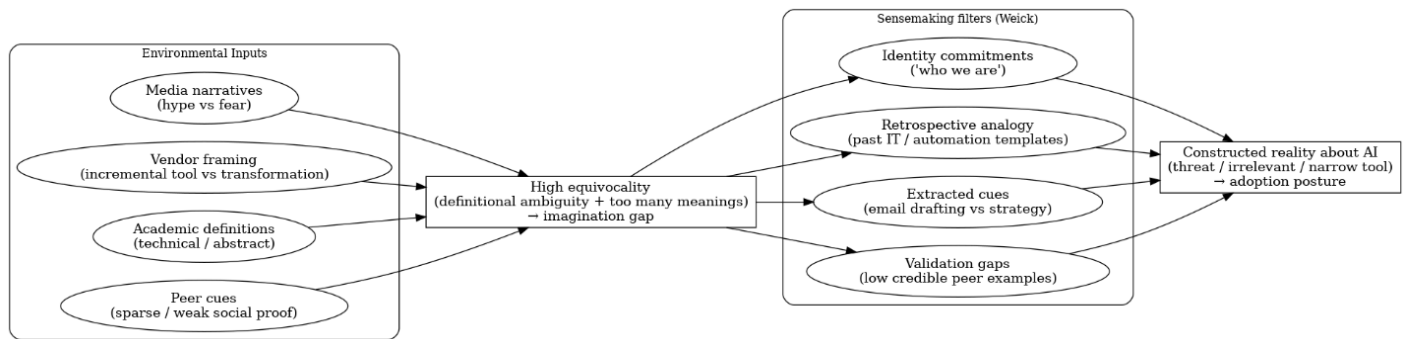 Environmental Inputs
Media narratives
(hype vs fear)
Vendor framing
(incremental tool vs transformation)
Academic definitions
(technical / abstract)
Peer cues
(sparse / weak social proof)
High equivocality
(definitional ambiguity + too many meanings)
→ imagination gap
Sensemaking filters (Weick)
Identity commitments
('who we are')
Retrospective analogy
(past IT / automation templates)
Extracted cues
(email drafting vs strategy)
Validation gaps
(low credible peer examples)
Constructed reality about AI
(threat / irrelevant / narrow tool)
→ adoption posture